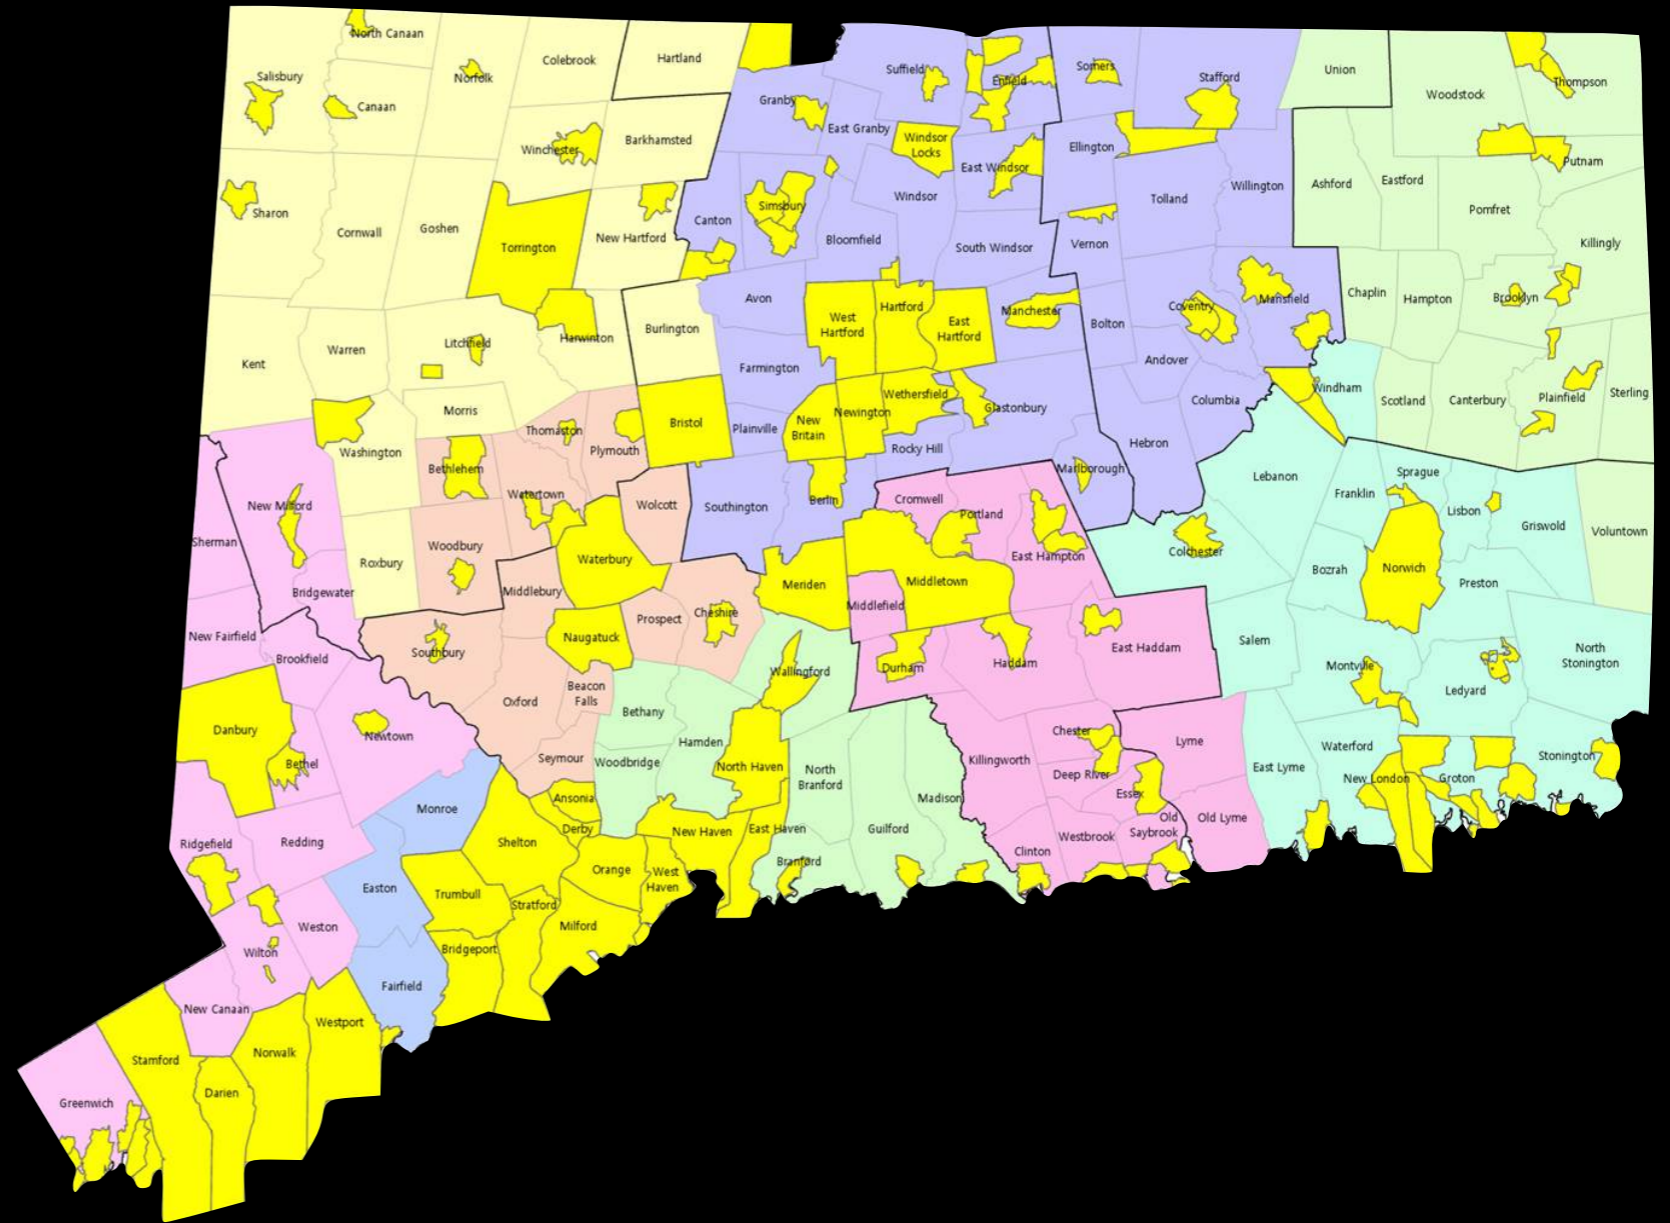 North Canaan
Salisbury
Norfolk
Colebrook
Hartland
Canaan
Winchester
Barkhamsted
Sharon
Cornwall
Goshen
Torrington
New Hartford
Kent
Warren
Litchfield
Harwinton
Burlington
Morris
Washington
Bethlehem
Thomaston
Plymouth
Bristol
Watertown
Woodbury
Roxbury
Wolcott
Waterbury
Middlebury
Naugatuck
Prospect
Cheshire
Southbury
Oxford
Beacon
Falls
Seymour
Granby
Suffield
Enfield
Somers
Stafford
Union
Woodstock
Thompson
East Granby
Windsor
Locks
East Windsor
Ellington
Putnam
Windsor
Tolland
Willington
Ashford
Eastford
Pomfret
Killingly
Simsbury
Canton
Bloomfield
South Windsor
Vernon
Avon
West
Hartford
Hartford
East
Hartford
Manchester
Bolton
Coventry
Mansfield
Chaplin
Hampton
Brooklyn
Farmington
Andover
Windham
Scotland
Canterbury
Plainfield
Sterling
Plainville
New
Britain
Newington
Wethersfield
Glastonbury
Columbia
Hebron
Rocky Hill
Marlborough
Southington
Berlin
Cromwell
Portland
East Hampton
Lebanon
Franklin
Sprague
Lisbon
Griswold
Voluntown
Colchester
Bozrah
Norwich
Preston
Meriden
Middletown
Middlefield
Durham
Haddam
East Haddam
Salem
Montville
Ledyard
North
Stonington
Sherman
New Milford
Bridgewater
New Fairfield
Brookfield
Danbury
Bethel
Newtown
Ridgefield
Redding
Weston
Wilton
New Canaan
Stamford
Darien
Norwalk
Westport
Greenwich
Monroe
Easton
Fairfield
Trumbull
Bridgeport
Stratford
Shelton
Ansonia
Derby
Orange
Milford
West
Haven
New Haven
East Haven
Bethany
Woodbridge
Hamden
North Haven
Wallingford
North
Branford
Branford
Guilford
Madison
Killingworth
Clinton
Chester
Deep River
Essex
Westbrook
Old
Saybrook
Lyme
Old Lyme
East Lyme
Waterford
New London
Groton
Stonington